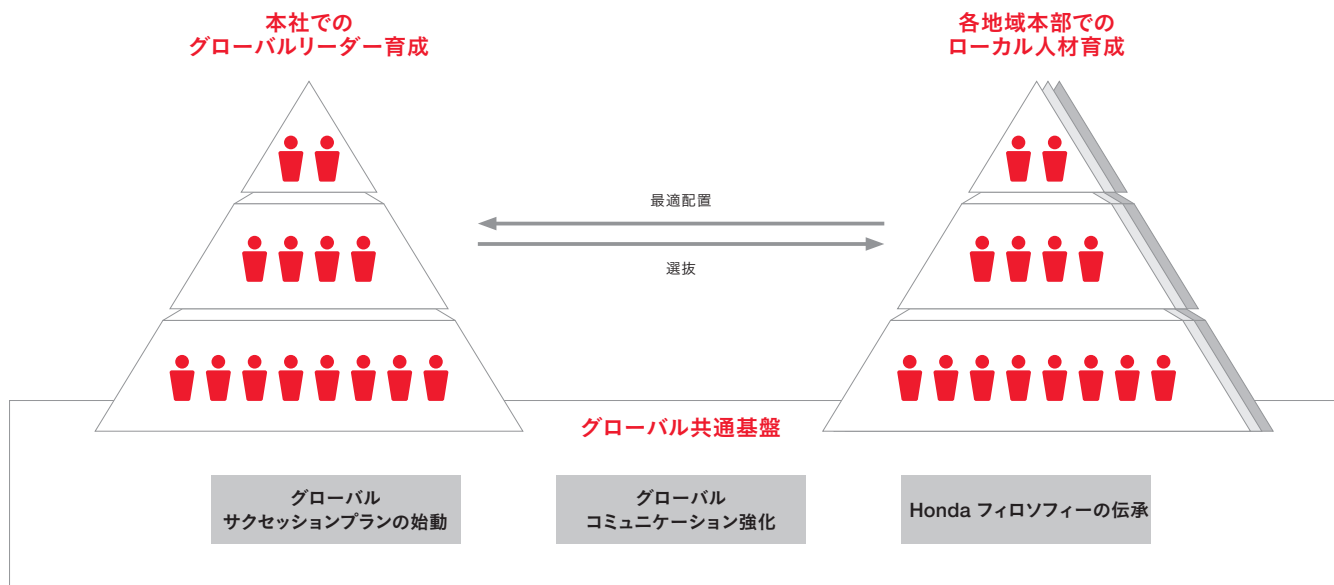 本社での
グローバルリーダー育成
各地域本部での
ローカル人材育成
最適配置
選抜
グローバル共通基盤
グローバル
サクセッションプランの始動
グローバル
コミュニケーション強化
Honda フィロソフィーの伝承